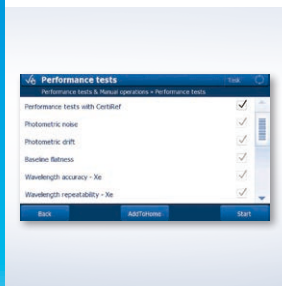 Performance tests
Task
Performance tests & Manual operations » Performance tests
Performance tests with CertiRef
Photometric noise
Photometric drift
Baseline flatness
Wavelength accuracy - Xe
Wavelength repeatability - Xe
Back
AddToHome
Start